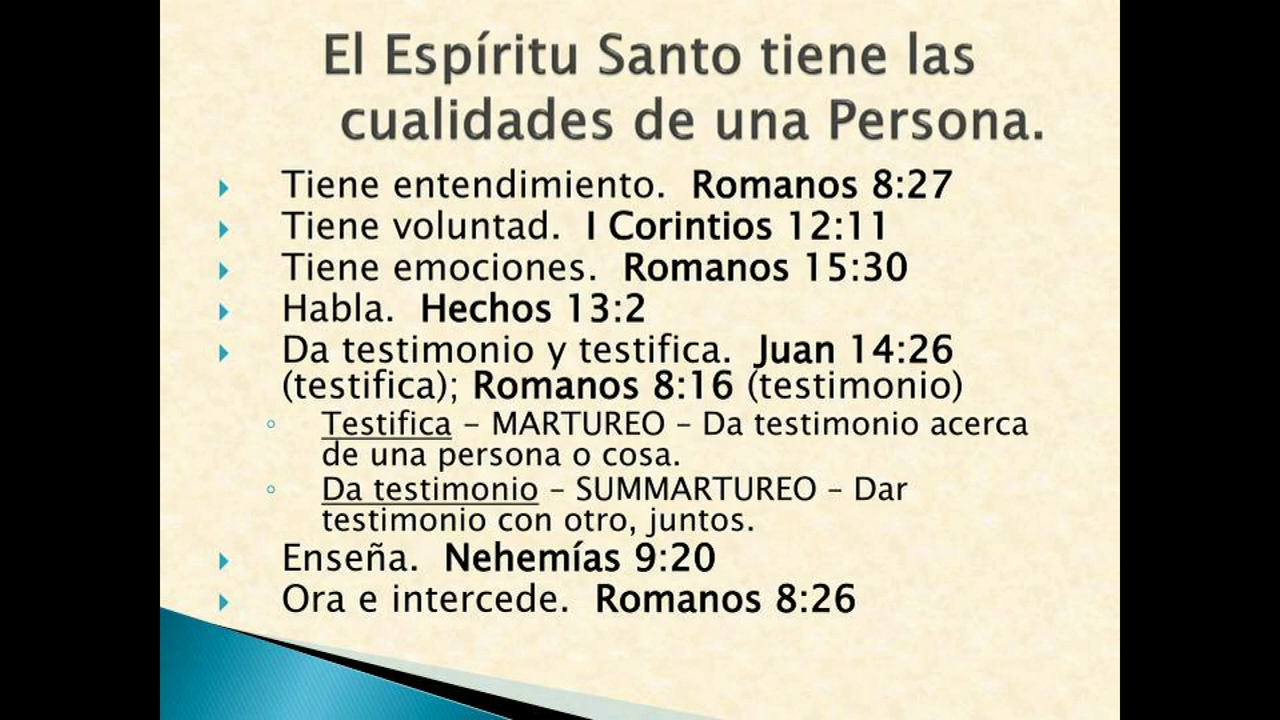 El Espíritu Santo tiene las
cualidades de una Persona.
Tiene entendimiento. Romanos 8:27
Tiene voluntad. I Corintios 12:11
Tiene emociones. Romanos 15:30
Habla. Hechos 13:2
Da testimonio y testifica. Juan 14:26
(testifica); Romanos 8:16 (testimonio)
Testifica – MARTUREO – Da testimonio acerca
de una persona o cosa.
Da testimonio – SUMMARTUREO – Dar
testimonio con otro, juntos.
Enseña. Nehemías 9:20
Ora e intercede. Romanos 8:26